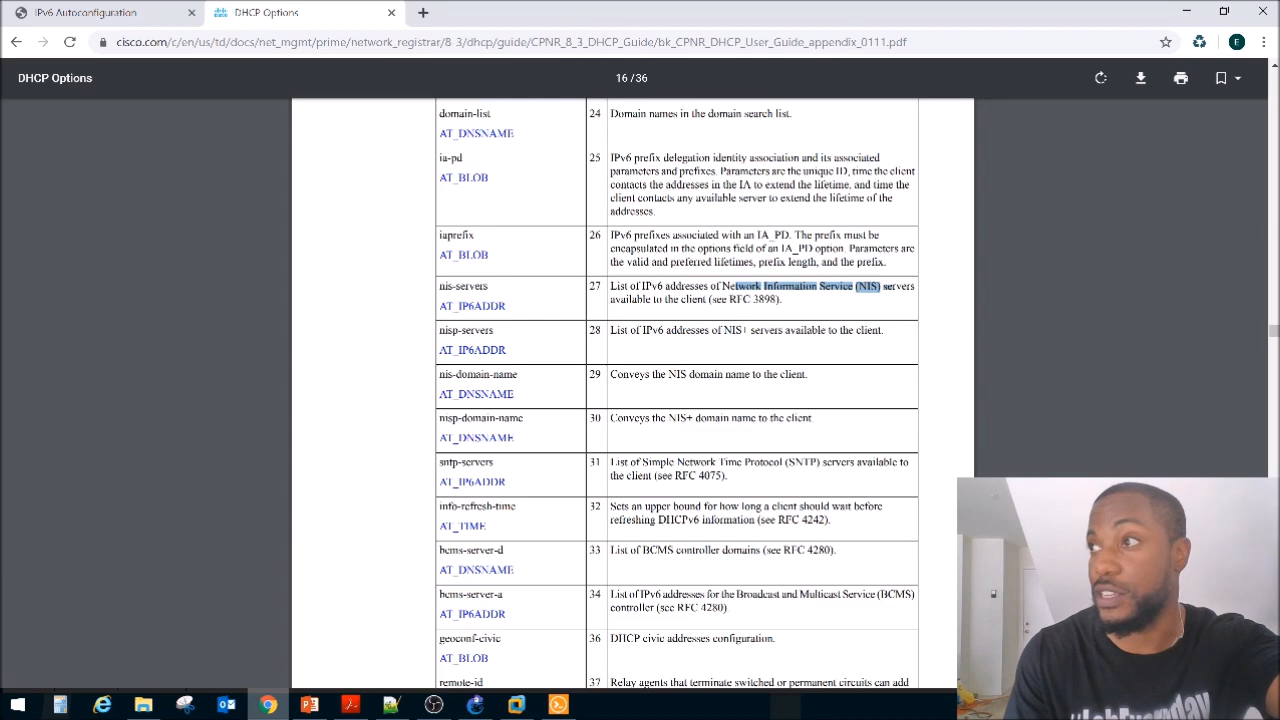 IPv6 Autoconfiguration
DHCP Options
cisco.com/c/en/us/td/docs/net_mgmt/prime/network_registrar/8-3/dhcp/guide/CPNR_8_3_DHCP_Guide/bk_CPNR_DHCP_User_Guide_appendix_0111.pdf
E
DHCP Options
16 / 36
domain-list
AT_DNSNAME
24
Domain names in the domain search list.
ia-pd
AT_BLOB
25
IPv6 prefix delegation identity association and its associated
parameters and prefixes. Parameters are the unique ID, time the client
contacts the addresses in the IA to extend the lifetime, and time the
client contacts any available server to extend the lifetime of the
addresses.
iaprefix
AT_BLOB
26
IPv6 prefixes associated with an IA_PD. The prefix must be
encapsulated in the options field of an IA_PD option. Parameters are
the valid and preferred lifetimes, prefix length, and the prefix.
nis-servers
AT_IP6ADDR
27
List of IPv6 addresses of Network Information Service (NIS) servers
available to the client (see RFC 3898).
nisp-servers
AT_IP6ADDR
28
List of IPv6 addresses of NIS+ servers available to the client.
nis-domain-name
AT_DNSNAME
29
Conveys the NIS domain name to the client.
nisp-domain-name
AT_DNSNAME
30
Conveys the NIS+ domain name to the client.
sntp-servers
AT_IP6ADDR
31
List of Simple Network Time Protocol (SNTP) servers available to
the client (see RFC 4075).
info-refresh-time
AT_TIME
32
Sets an upper bound for how long a client should wait before
refreshing DHCPv6 information (see RFC 4242).
bcms-server-d
AT_DNSNAME
33
List of BCMS controller domains (see RFC 4280).
bcms-server-a
AT_IP6ADDR
34
List of IPv6 addresses for the Broadcast and Multicast Service (BCMS)
controller (see RFC 4280).
geoconf-civic
AT_BLOB
36
DHCP civic addresses configuration.
remote-id
37
Relay agents that terminate switched or permanent circuits can add